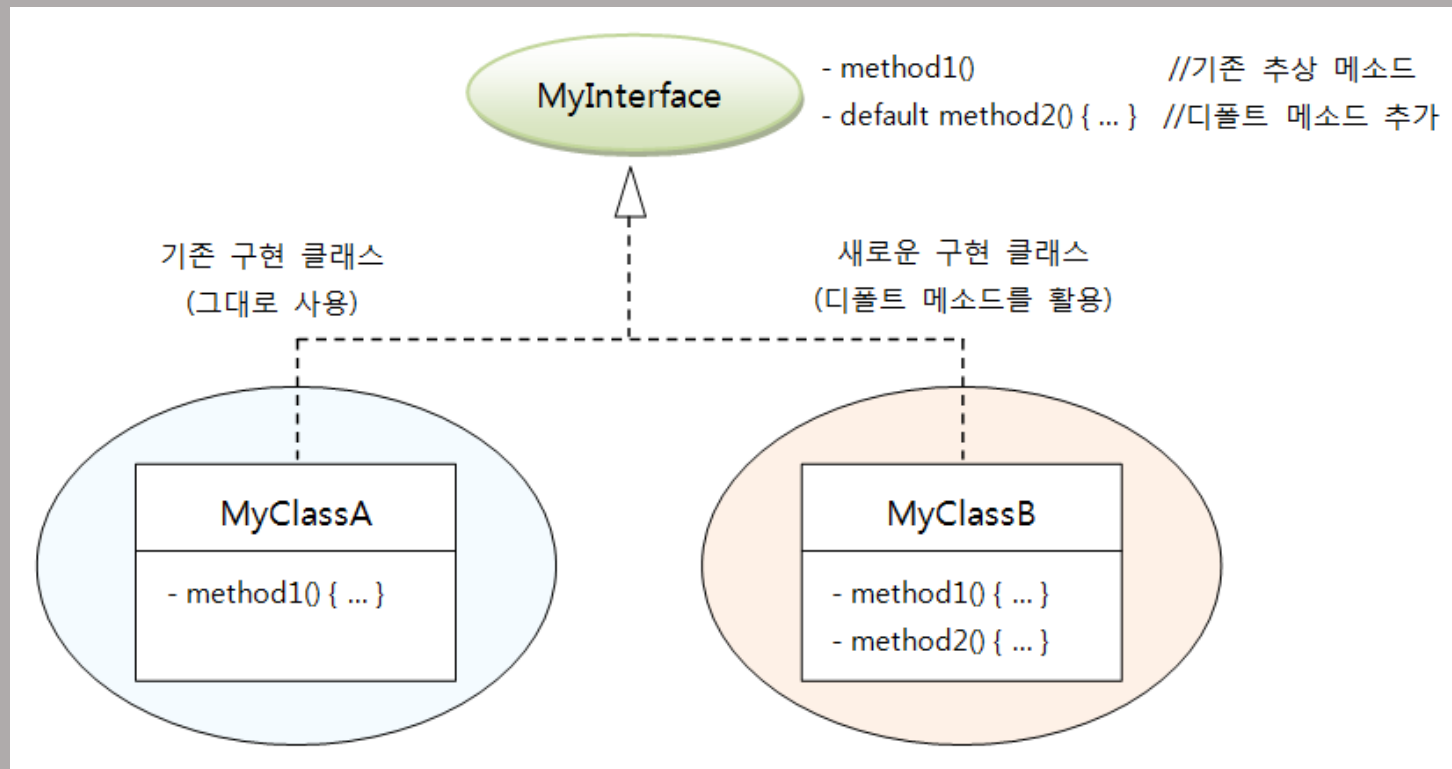 MyInterface
- method1() //기존 추상 메소드
- default method2() { ... } //디폴트 메소드 추가
기존 구현 클래스
(그대로 사용)
새로운 구현 클래스
(디폴트 메소드를 활용)
MyClassA
- method1() { ... }
MyClassB
- method1() { ... }
- method2() { ... }